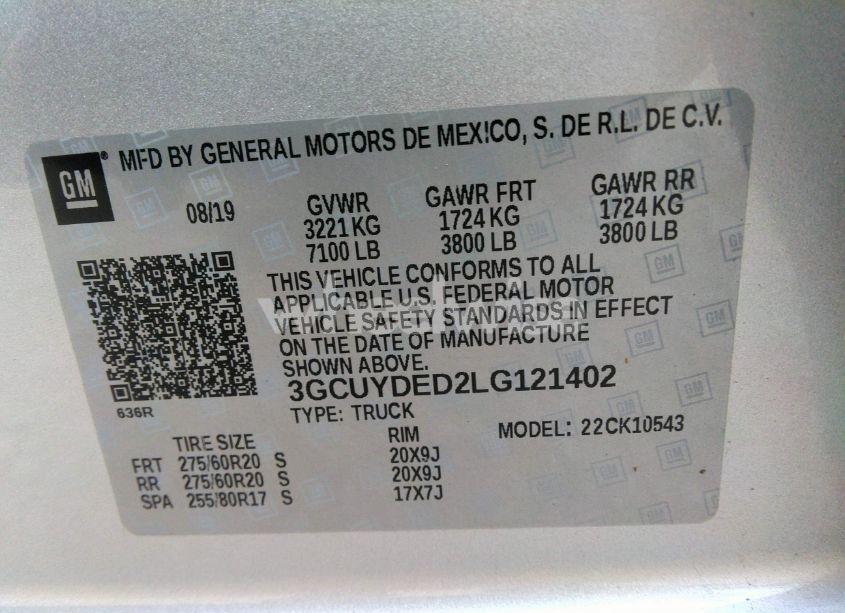 GM
MFD BY GENERAL MOTORS DE MEXICO, S. DE R.L. DE C.V.
08/19 GVWR GAWR FRT GAWR RR
3221 KG 1724 KG 1724 KG
7100 LB 3800 LB 3800 LB
THIS VEHICLE CONFORMS TO ALL
APPLICABLE U.S. FEDERAL MOTOR
VEHICLE SAFETY STANDARDS IN EFFECT
ON THE DATE OF MANUFACTURE
SHOWN ABOVE.
3GCUYDED2LG121402
636R
TYPE: TRUCK
MODEL: 22CK10543
TIRE SIZE RIM
FRT 275/60R20 S 20X9J
RR 275/60R20 S 20X9J
SPA 255/80R17 S 17X7J